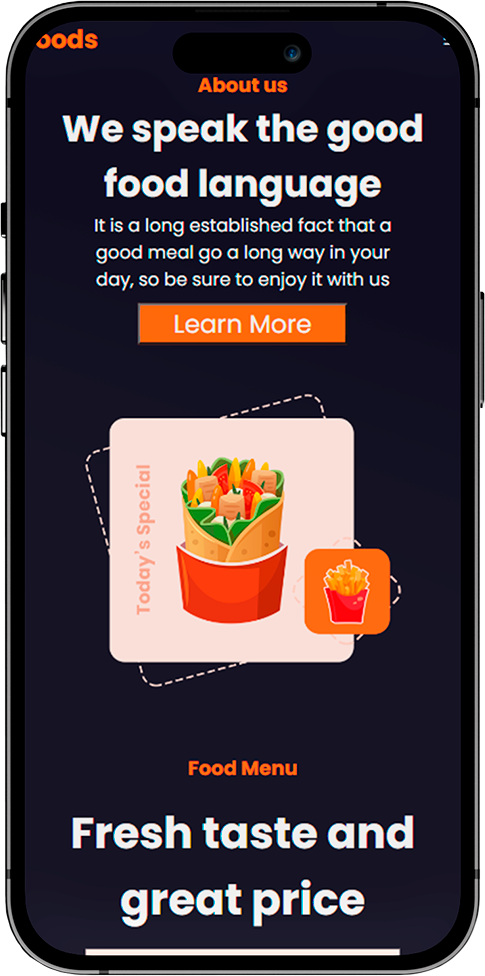 oods
About us
We speak the good
food language
It is a long established fact that a
good meal go a long way in your
day, so be sure to enjoy it with us
Learn More
Today's Special
Food Menu
Fresh taste and
great price